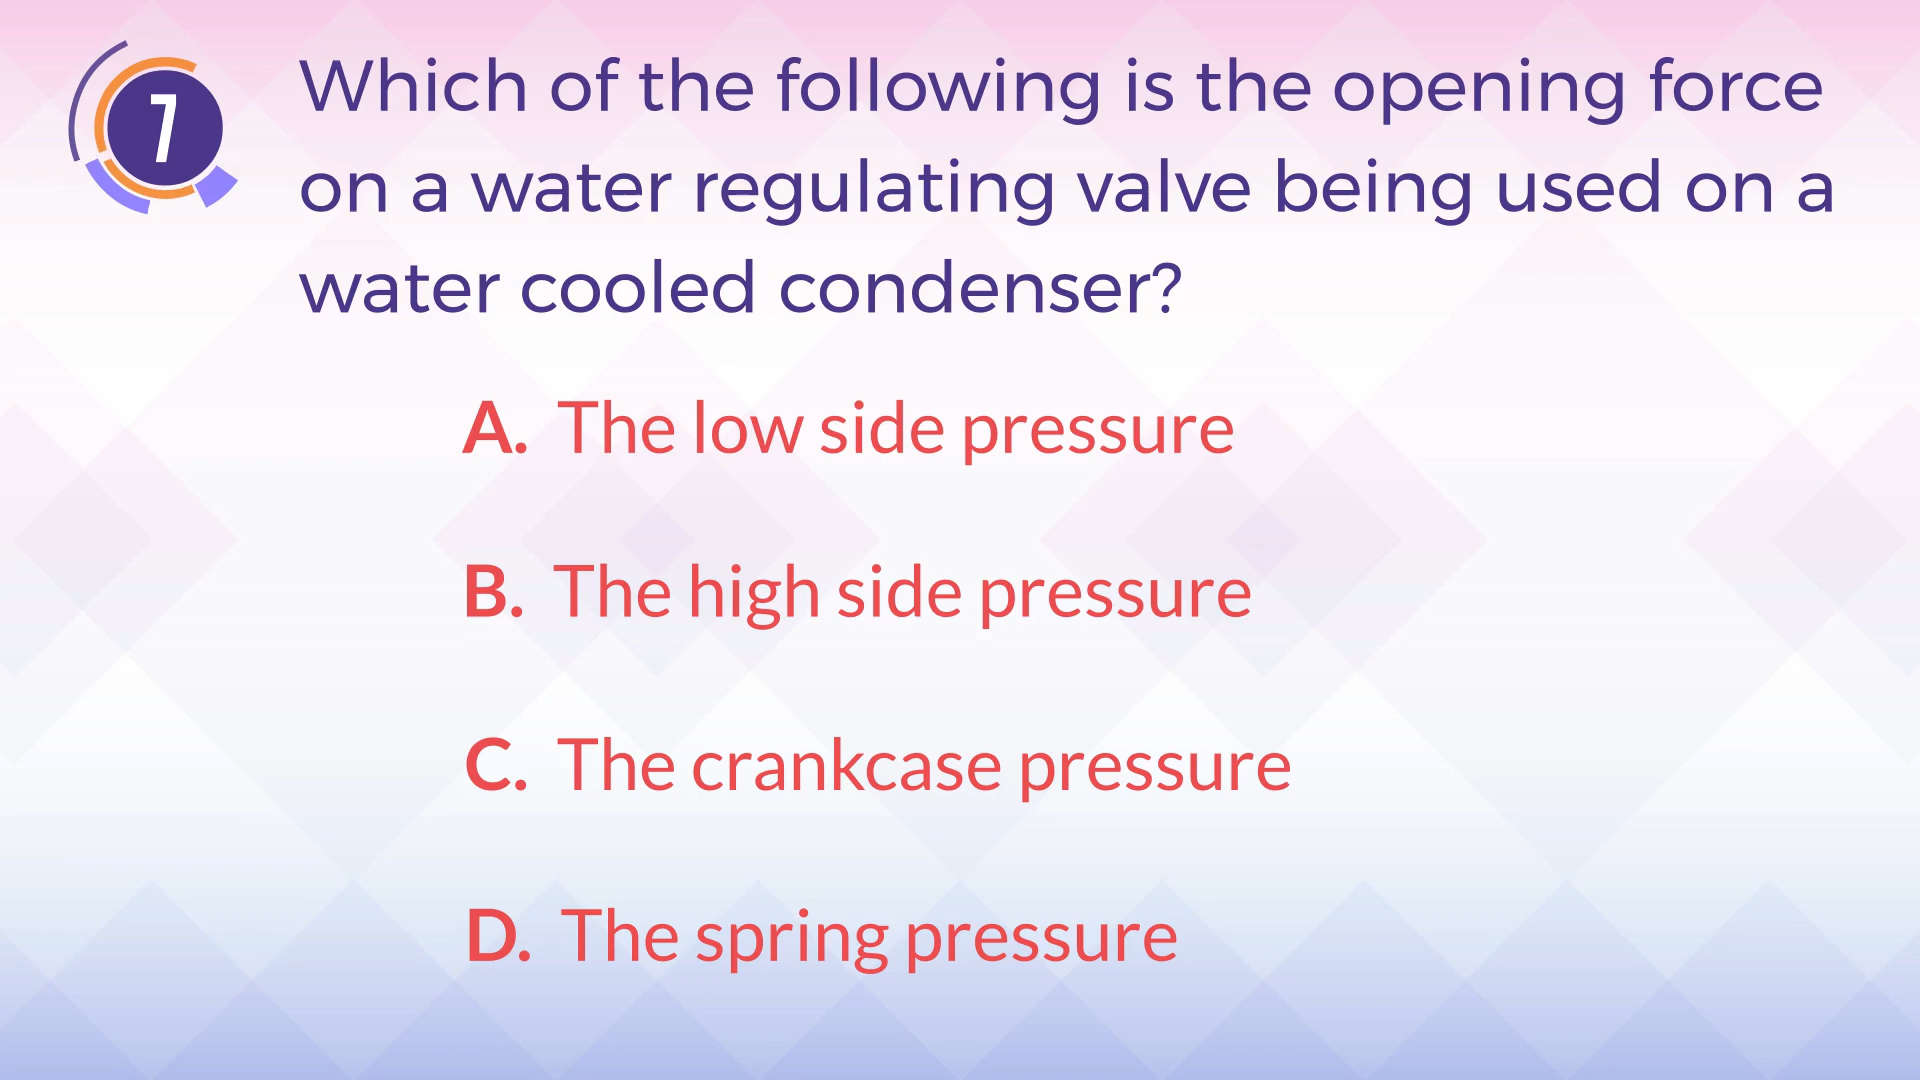 7
Which of the following is the opening force
on a water regulating valve being used on a
water cooled condenser?
A. The low side pressure
B. The high side pressure
C. The crankcase pressure
D. The spring pressure